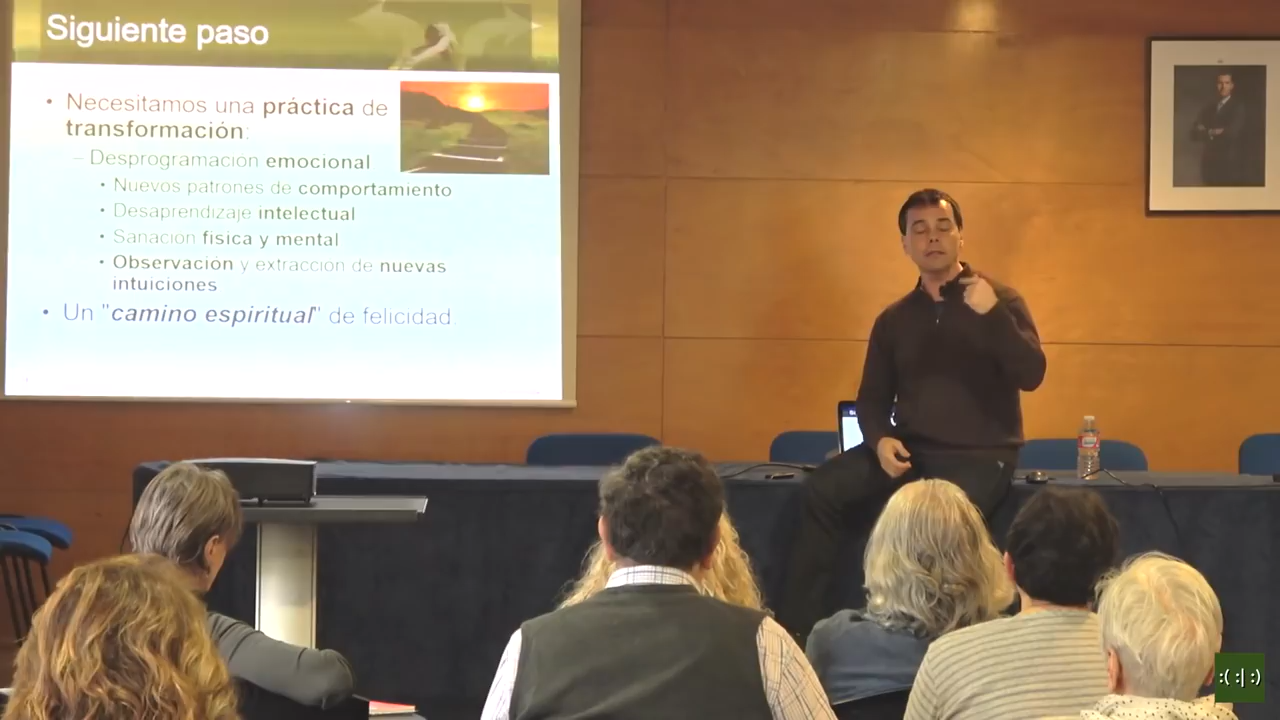 Siguiente paso
• Necesitamos una práctica de
transformación:
– Desprogramación emocional
• Nuevos patrones de comportamiento
• Desaprendizaje intelectual
• Sanación física y mental
• Observación y extracción de nuevas
intuiciones
• Un "camino espiritual" de felicidad.
:( :| :)